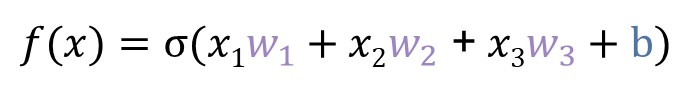 f(x) = σ(x₁w₁ + x₂w₂ + x₃w₃ + b)